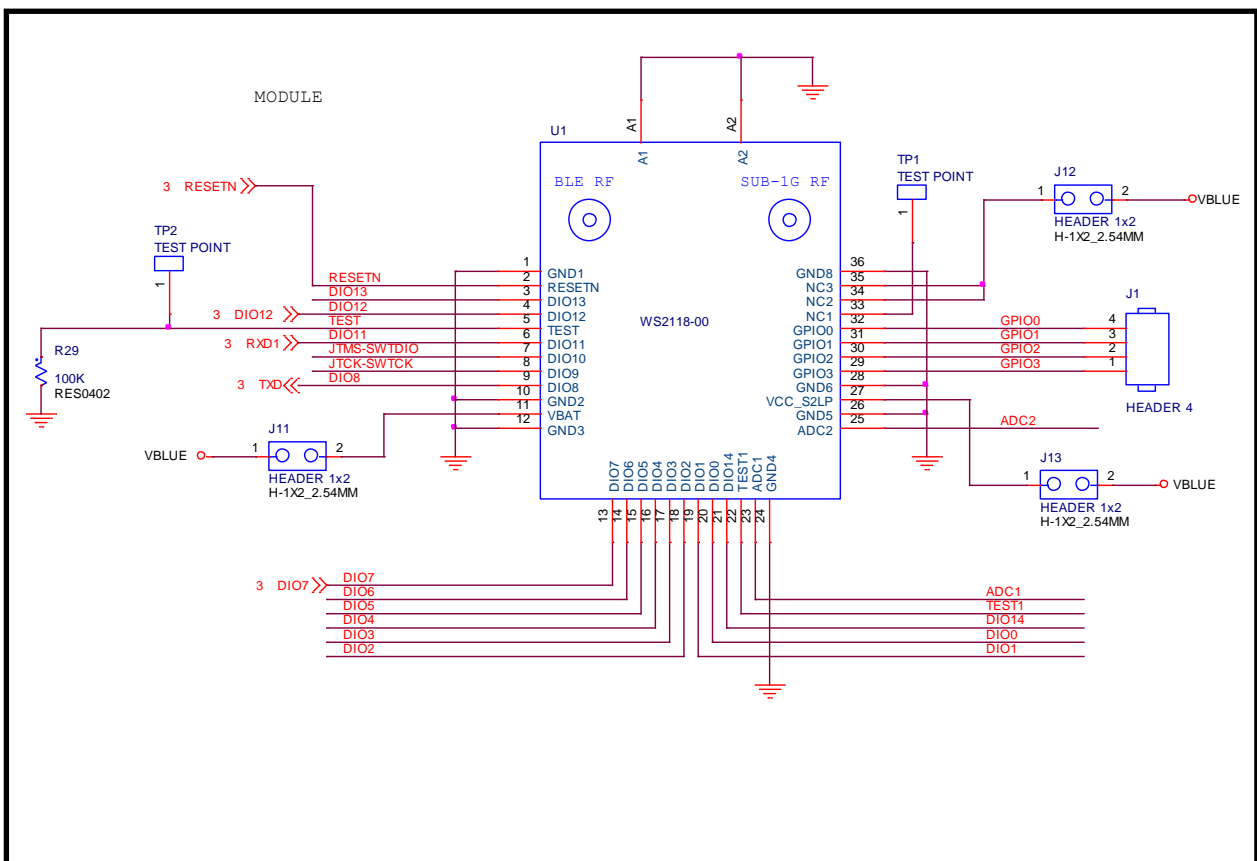 MODULE
A1
A2
U1
A1
A2
BLE RF
SUB-1G RF
WS2118-00
TP1
TEST POINT
1
J12
1
2
VBLUE
HEADER 1x2
H-1X2_2.54MM
3 RESETN
TP2
TEST POINT
1
RESETN
DIO13
3 DIO12
DIO12
TEST
3 RXD1
DIO11
JTMS-SWTDIO
JTCK-SWTCK
3 TXD
DIO8
R29
100K
RES0402
J11
VBLUE
1
2
HEADER 1x2
H-1X2_2.54MM
1 GND1
2 RESETN
3 DIO13
4 DIO12
5 TEST
6 DIO11
7 DIO10
8 DIO9
9 DIO8
10 GND2
11 VBAT
12 GND3
GND8 36
NC3 35
NC2 34
NC1 33
GPIO0 32
GPIO1 31
GPIO2 30
GPIO3 29
GND6 28
VCC_S2LP 27
GND5 26
ADC2 25
J1
GPIO0 4
GPIO1 3
GPIO2 2
GPIO3 1
HEADER 4
ADC2
J13
1
2
VBLUE
HEADER 1x2
H-1X2_2.54MM
DIO7 13
DIO6 14
DIO5 15
DIO4 16
DIO3 17
DIO2 18
DIO1 19
DIO0 20
DIO14 21
TEST1 22
ADC1 23
GND4 24
3 DIO7
DIO7
DIO6
DIO5
DIO4
DIO3
DIO2
ADC1
TEST1
DIO14
DIO0
DIO1